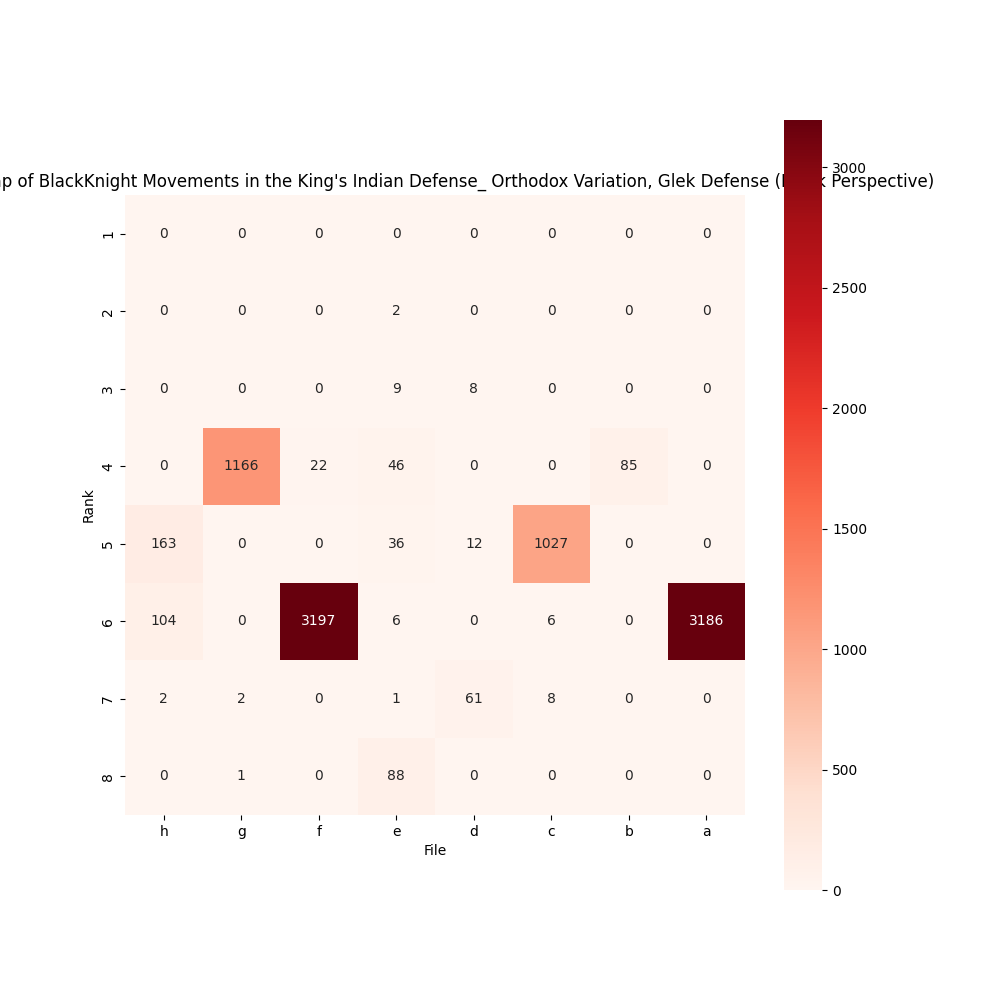 of BlackKnight Movements in the King's Indian Defense_ Orthodox Variation, Glek Defense ( Perspective)
3000
2500
2000
1500
1000
500
0
Rank
1 0 0 0 0 0 0 0 0
2 0 0 0 2 0 0 0 0
3 0 0 0 9 8 0 0 0
4 0 1166 22 46 0 0 85 0
5 163 0 0 36 12 1027 0 0
6 104 0 3197 6 0 6 0 3186
7 2 2 0 1 61 8 0 0
8 0 1 0 88 0 0 0 0
h g f e d c b a
File